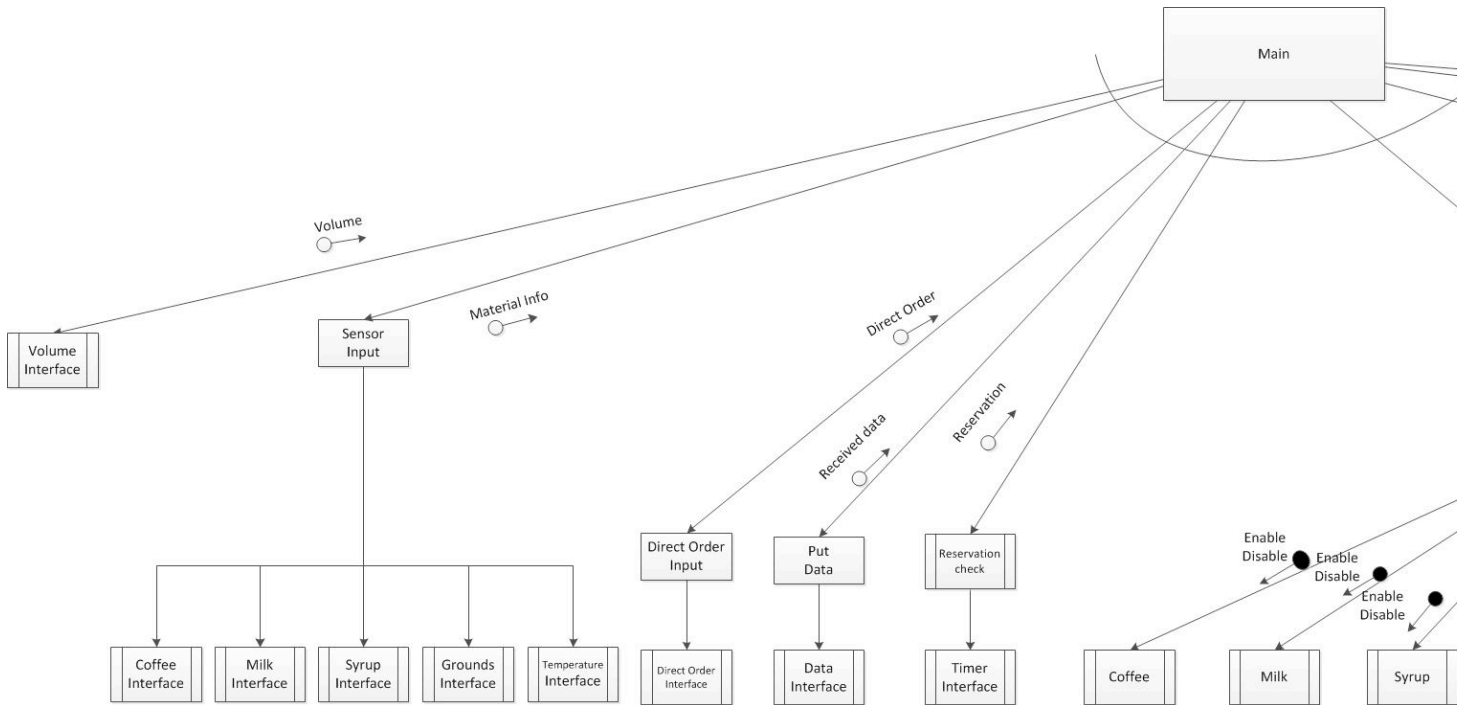 Main
Volume
Material Info
Direct Order
Received data
Reservation
Volume
Interface
Sensor
Input
Direct Order
Input
Put
Data
Reservation
check
Enable
Disable
Enable
Disable
Enable
Disable
Coffee
Interface
Milk
Interface
Syrup
Interface
Grounds
Interface
Temperature
Interface
Direct Order
Interface
Data
Interface
Timer
Interface
Coffee
Milk
Syrup